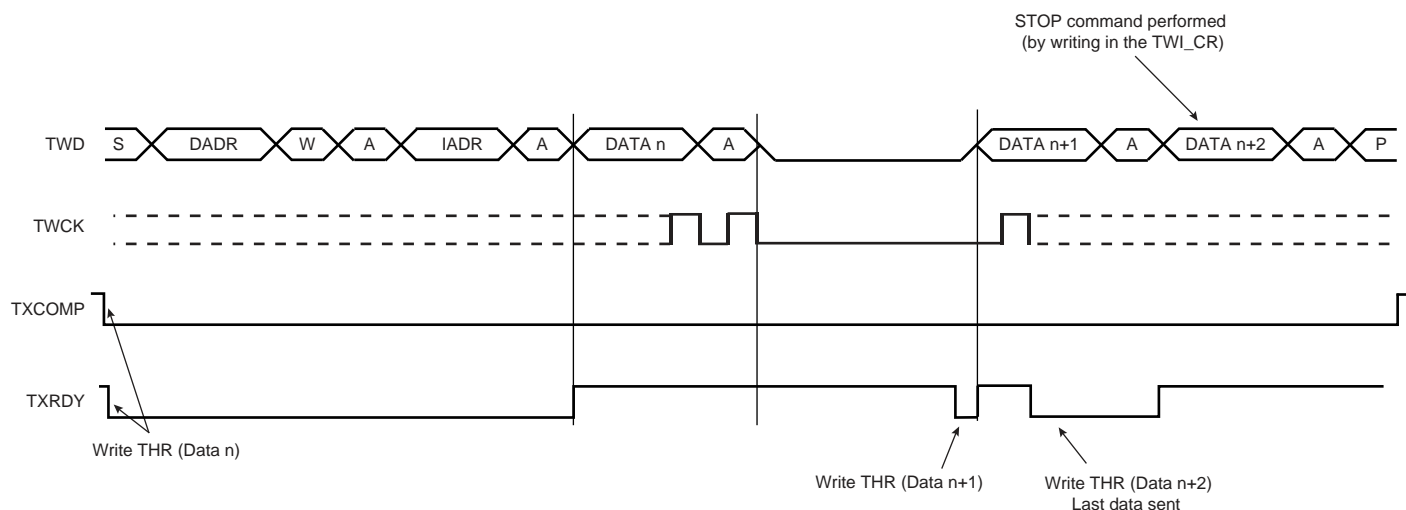 STOP command performed
(by writing in the TWI_CR)
TWD S DADR W A IADR A DATA n A DATA n+1 A DATA n+2 A P
TWCK
TXCOMP
TXRDY
Write THR (Data n)
Write THR (Data n+1)
Write THR (Data n+2)
Last data sent